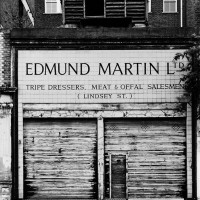 EDMUND MARTIN LTD.
TRIPE DRESSERS, MEAT & OFFAL SALESMEN
( LINDSEY ST. )